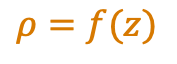 ρ = f(z)